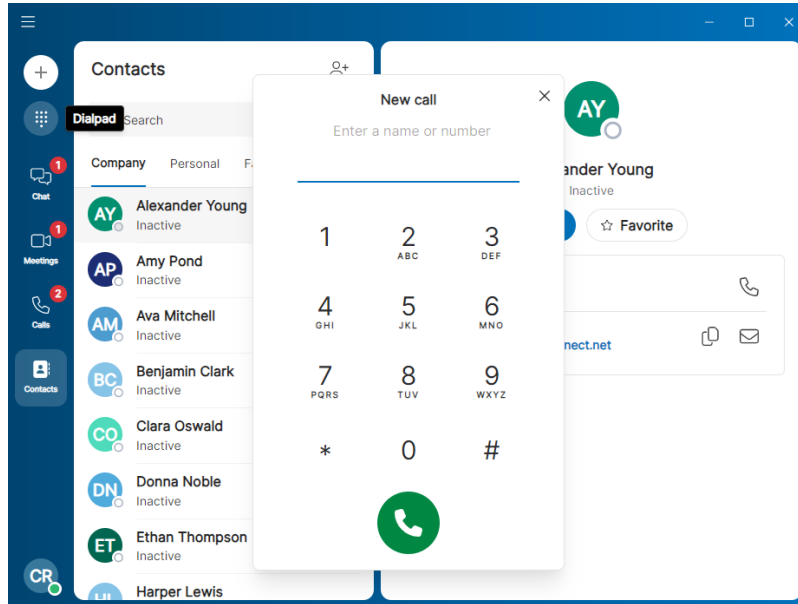 Contacts
Dialpad
Search
Company Personal
Chat
1
Meetings
1
Calls
2
Contacts
CR
AY
Alexander Young
Inactive
AP
Amy Pond
Inactive
AM
Ava Mitchell
Inactive
BC
Benjamin Clark
Inactive
CO
Clara Oswald
Inactive
DN
Donna Noble
Inactive
ET
Ethan Thompson
Inactive
HL
Harper Lewis
New call
Enter a name or number
1
2
ABC
3
DEF
4
GHI
5
JKL
6
MNO
7
PQRS
8
TUV
9
WXYZ
*
0
#
AY
ander Young
Inactive
Favorite
nect.net